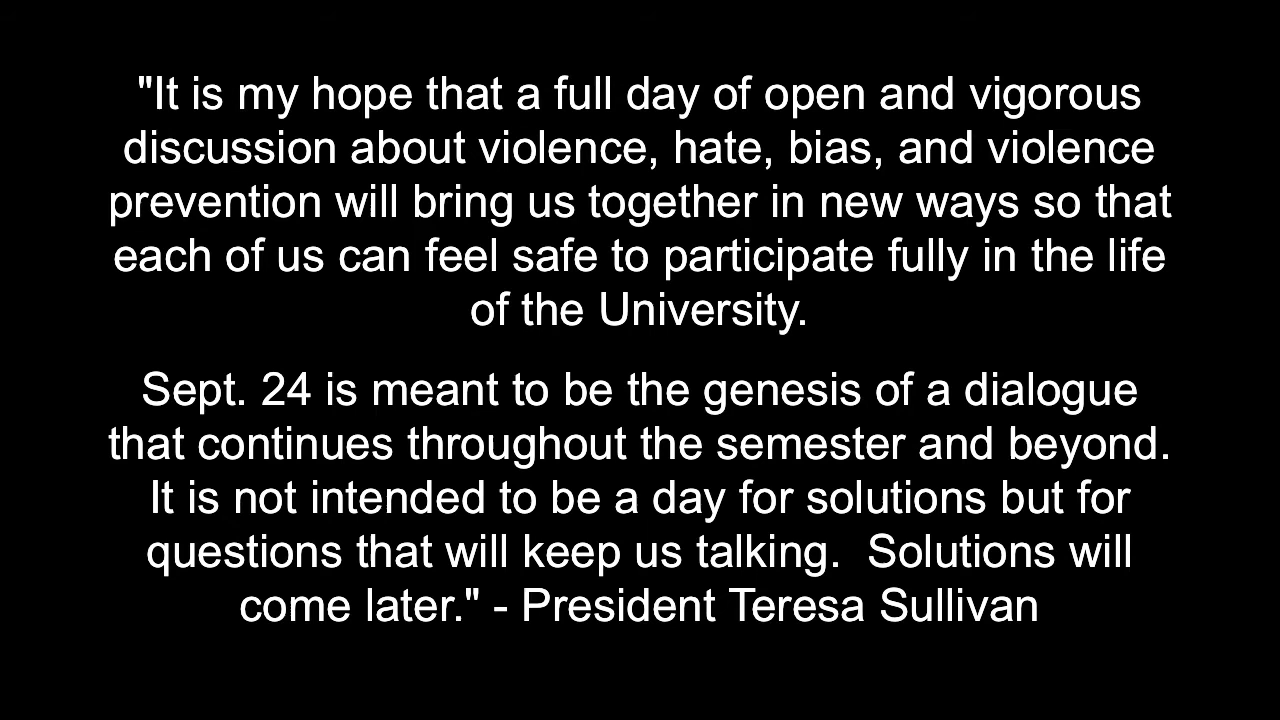 "It is my hope that a full day of open and vigorous
discussion about violence, hate, bias, and violence
prevention will bring us together in new ways so that
each of us can feel safe to participate fully in the life
of the University.
Sept. 24 is meant to be the genesis of a dialogue
that continues throughout the semester and beyond.
It is not intended to be a day for solutions but for
questions that will keep us talking.  Solutions will
come later." - President Teresa Sullivan